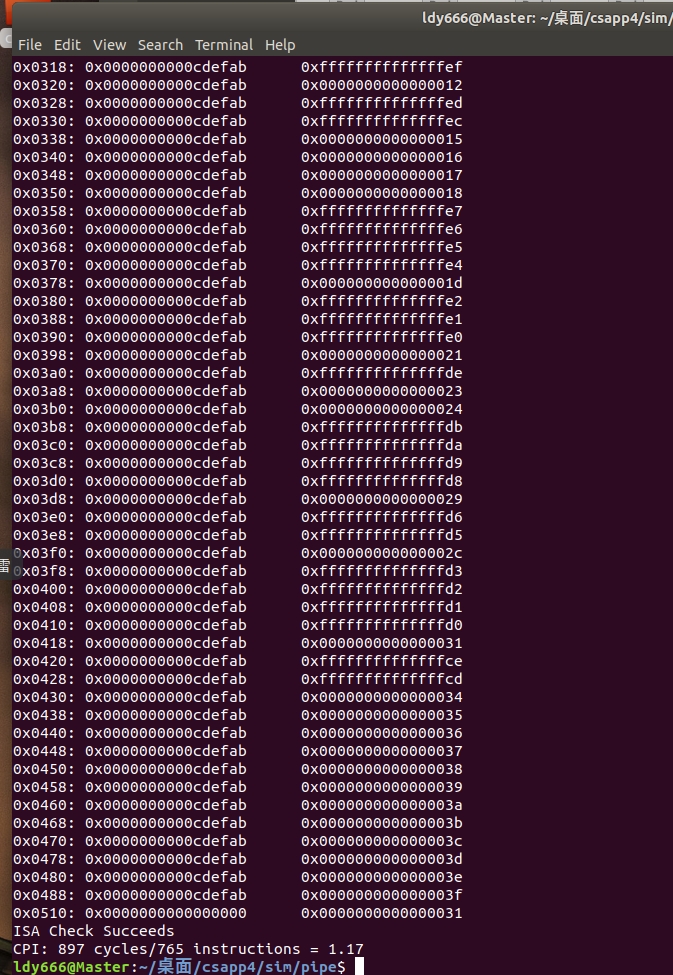 ldy666@Master: ~/桌面/csapp4/sim/
File Edit View Search Terminal Help
0x0318: 0x0000000000cdefab 0xffffffffffffffef
0x0320: 0x0000000000cdefab 0x0000000000000012
0x0328: 0x0000000000cdefab 0xffffffffffffffed
0x0330: 0x0000000000cdefab 0xffffffffffffffec
0x0338: 0x0000000000cdefab 0x0000000000000015
0x0340: 0x0000000000cdefab 0x0000000000000016
0x0348: 0x0000000000cdefab 0x0000000000000017
0x0350: 0x0000000000cdefab 0x0000000000000018
0x0358: 0x0000000000cdefab 0xffffffffffffffe7
0x0360: 0x0000000000cdefab 0xffffffffffffffe6
0x0368: 0x0000000000cdefab 0xffffffffffffffe5
0x0370: 0x0000000000cdefab 0xffffffffffffffe4
0x0378: 0x0000000000cdefab 0x000000000000001d
0x0380: 0x0000000000cdefab 0xffffffffffffffe2
0x0388: 0x0000000000cdefab 0xffffffffffffffe1
0x0390: 0x0000000000cdefab 0xffffffffffffffe0
0x0398: 0x0000000000cdefab 0x0000000000000021
0x03a0: 0x0000000000cdefab 0xffffffffffffffde
0x03a8: 0x0000000000cdefab 0x0000000000000023
0x03b0: 0x0000000000cdefab 0x0000000000000024
0x03b8: 0x0000000000cdefab 0xffffffffffffffdb
0x03c0: 0x0000000000cdefab 0xffffffffffffffda
0x03c8: 0x0000000000cdefab 0xffffffffffffffd9
0x03d0: 0x0000000000cdefab 0xffffffffffffffd8
0x03d8: 0x0000000000cdefab 0x0000000000000029
0x03e0: 0x0000000000cdefab 0xffffffffffffffd6
0x03e8: 0x0000000000cdefab 0xffffffffffffffd5
0x03f0: 0x0000000000cdefab 0x000000000000002c
雷
0x03f8: 0x0000000000cdefab 0xffffffffffffffd3
0x0400: 0x0000000000cdefab 0xffffffffffffffd2
0x0408: 0x0000000000cdefab 0xffffffffffffffd1
0x0410: 0x0000000000cdefab 0xffffffffffffffd0
0x0418: 0x0000000000cdefab 0x0000000000000031
0x0420: 0x0000000000cdefab 0xffffffffffffffce
0x0428: 0x0000000000cdefab 0xffffffffffffffcd
0x0430: 0x0000000000cdefab 0x0000000000000034
0x0438: 0x0000000000cdefab 0x0000000000000035
0x0440: 0x0000000000cdefab 0x0000000000000036
0x0448: 0x0000000000cdefab 0x0000000000000037
0x0450: 0x0000000000cdefab 0x0000000000000038
0x0458: 0x0000000000cdefab 0x0000000000000039
0x0460: 0x0000000000cdefab 0x000000000000003a
0x0468: 0x0000000000cdefab 0x000000000000003b
0x0470: 0x0000000000cdefab 0x000000000000003c
0x0478: 0x0000000000cdefab 0x000000000000003d
0x0480: 0x0000000000cdefab 0x000000000000003e
0x0488: 0x0000000000cdefab 0x000000000000003f
0x0510: 0x0000000000000000 0x0000000000000031
ISA Check Succeeds
CPI: 897 cycles/765 instructions = 1.17
ldy666@Master:~/桌面/csapp4/sim/pipe$